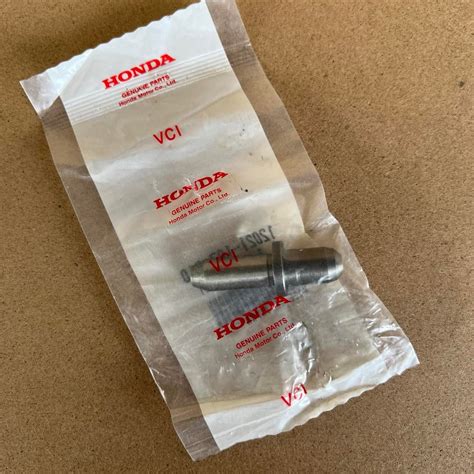 HONDA
GENUINE PARTS
Honda Motor Co., Ltd.
VCI
HONDA
GENUINE PARTS
Honda Motor Co., Ltd.
12021-
VCI
HONDA
GENUINE PARTS
Honda Motor Co., Ltd.
VCI